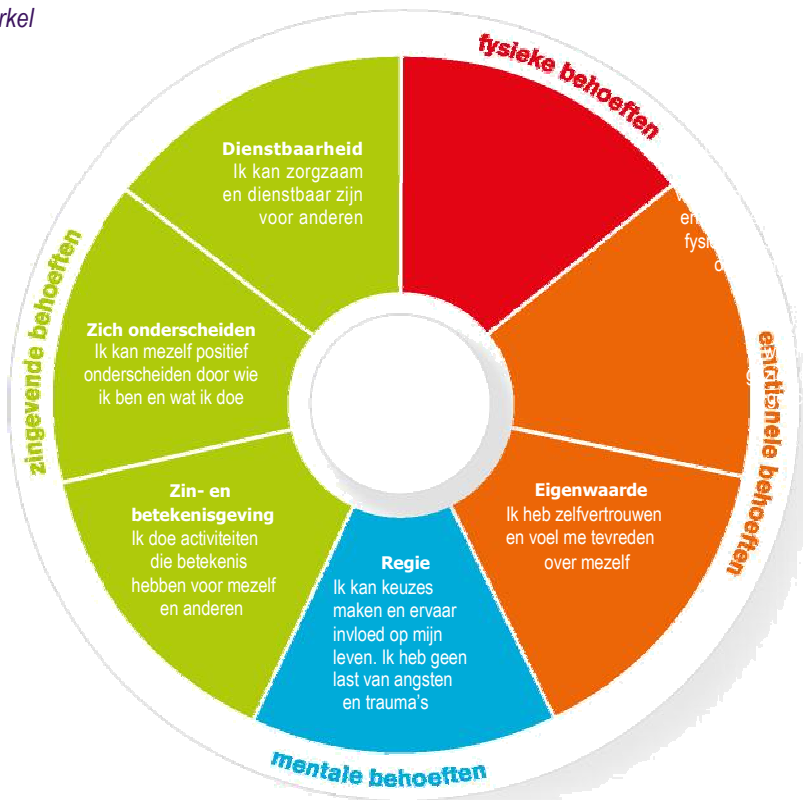 rkel
fysieke behoeften
Dienstbaarheid
Ik kan zorgzaam
en dienstbaar zijn
voor anderen
en
fysi
zingevende behoeften
Zich onderscheiden
Ik kan mezelf positief
onderscheiden door wie
ik ben en wat ik doe
emotionele behoeften
Zin- en
betekenisgeving
Ik doe activiteiten
die betekenis
hebben voor mezelf
en anderen
Eigenwaarde
Ik heb zelfvertrouwen
en voel me tevreden
over mezelf
Regie
Ik kan keuzes
maken en ervaar
invloed op mijn
leven. Ik heb geen
last van angsten
en trauma's
mentale behoeften